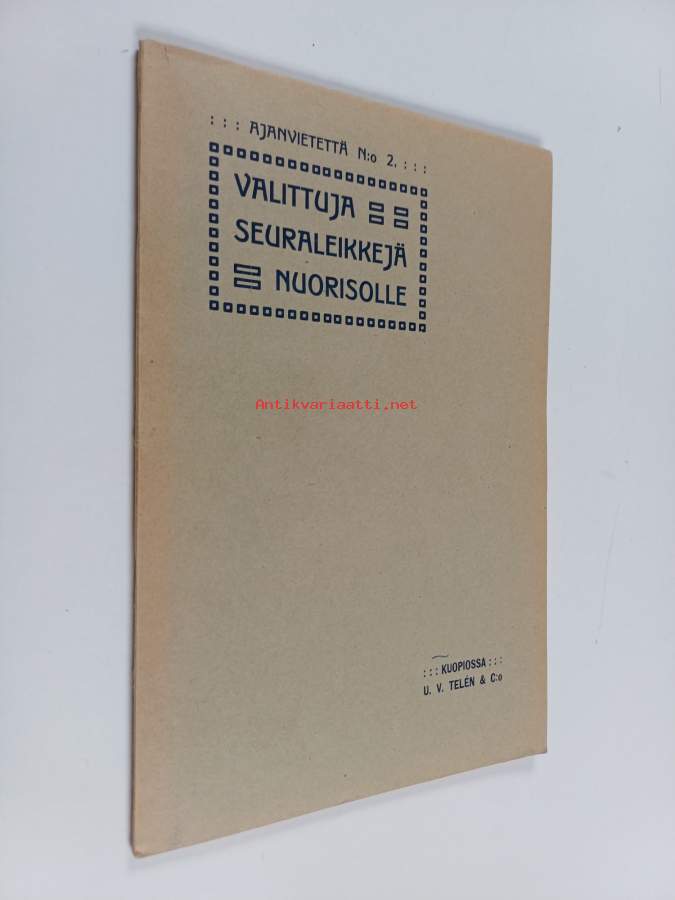 : : : AJANVIETETTÄ N:o 2. : : :
VALITTUJA
SEURALEIKKEJÄ
NUORISOLLE
Antikvariaatti.net
: : : KUOPIOSSA : : :
U. V. TELÉN & C:o